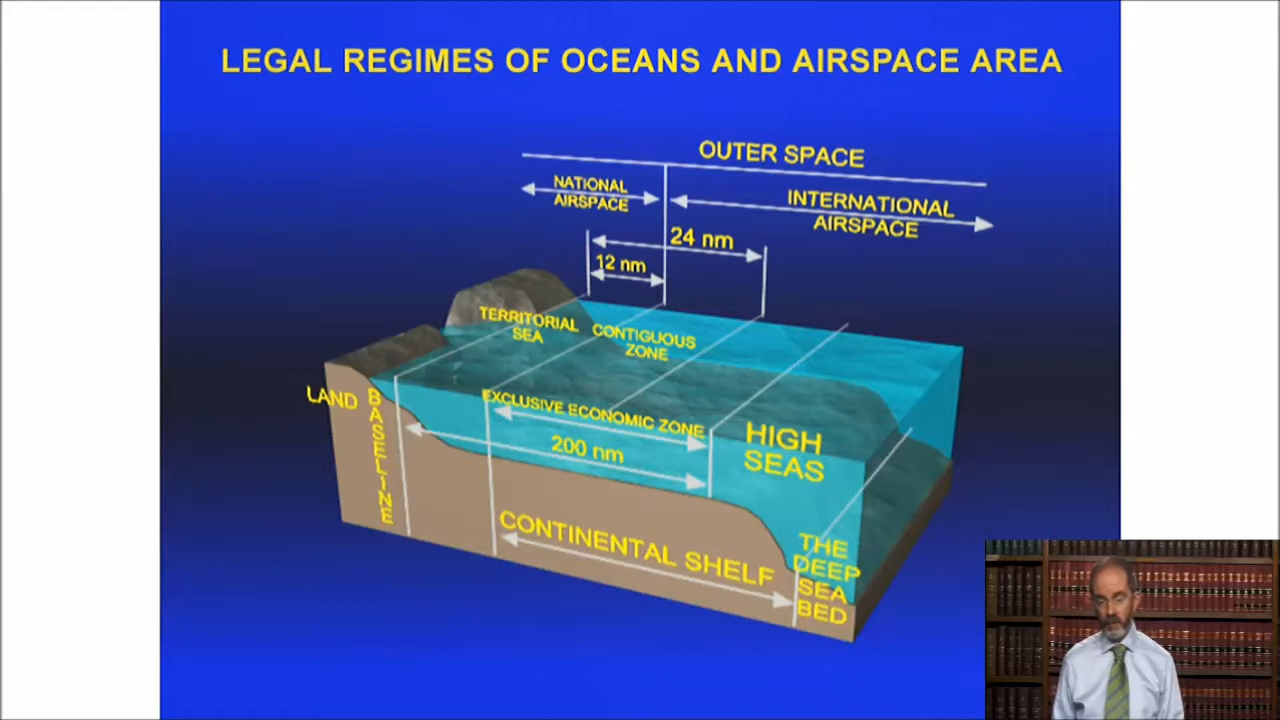 LEGAL REGIMES OF OCEANS AND AIRSPACE AREA
OUTER SPACE
NATIONAL
AIRSPACE
INTERNATIONAL
AIRSPACE
24 nm
12 nm
TERRITORIAL
SEA
CONTIGUOUS
ZONE
LAND
BASELINE
EXCLUSIVE ECONOMIC ZONE
200 nm
HIGH
SEAS
CONTINENTAL SHELF
THE
DEEP
SEA
BED